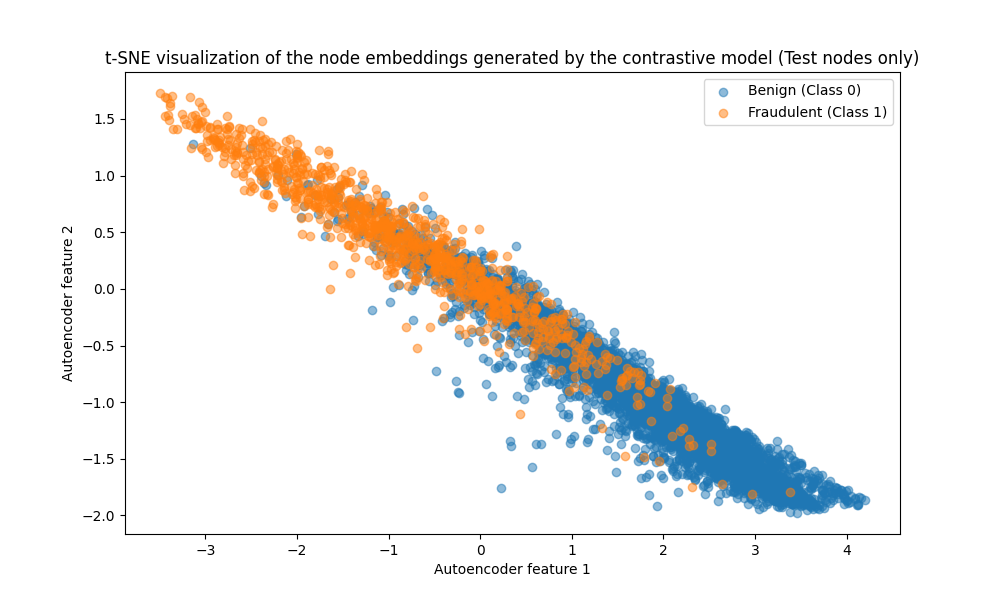 t-SNE visualization of the node embeddings generated by the contrastive model (Test nodes only)
Benign (Class 0)
Fraudulent (Class 1)
Autoencoder feature 2
1.5
1.0
0.5
0.0
−0.5
−1.0
−1.5
−2.0
−3 −2 −1 0 1 2 3 4
Autoencoder feature 1